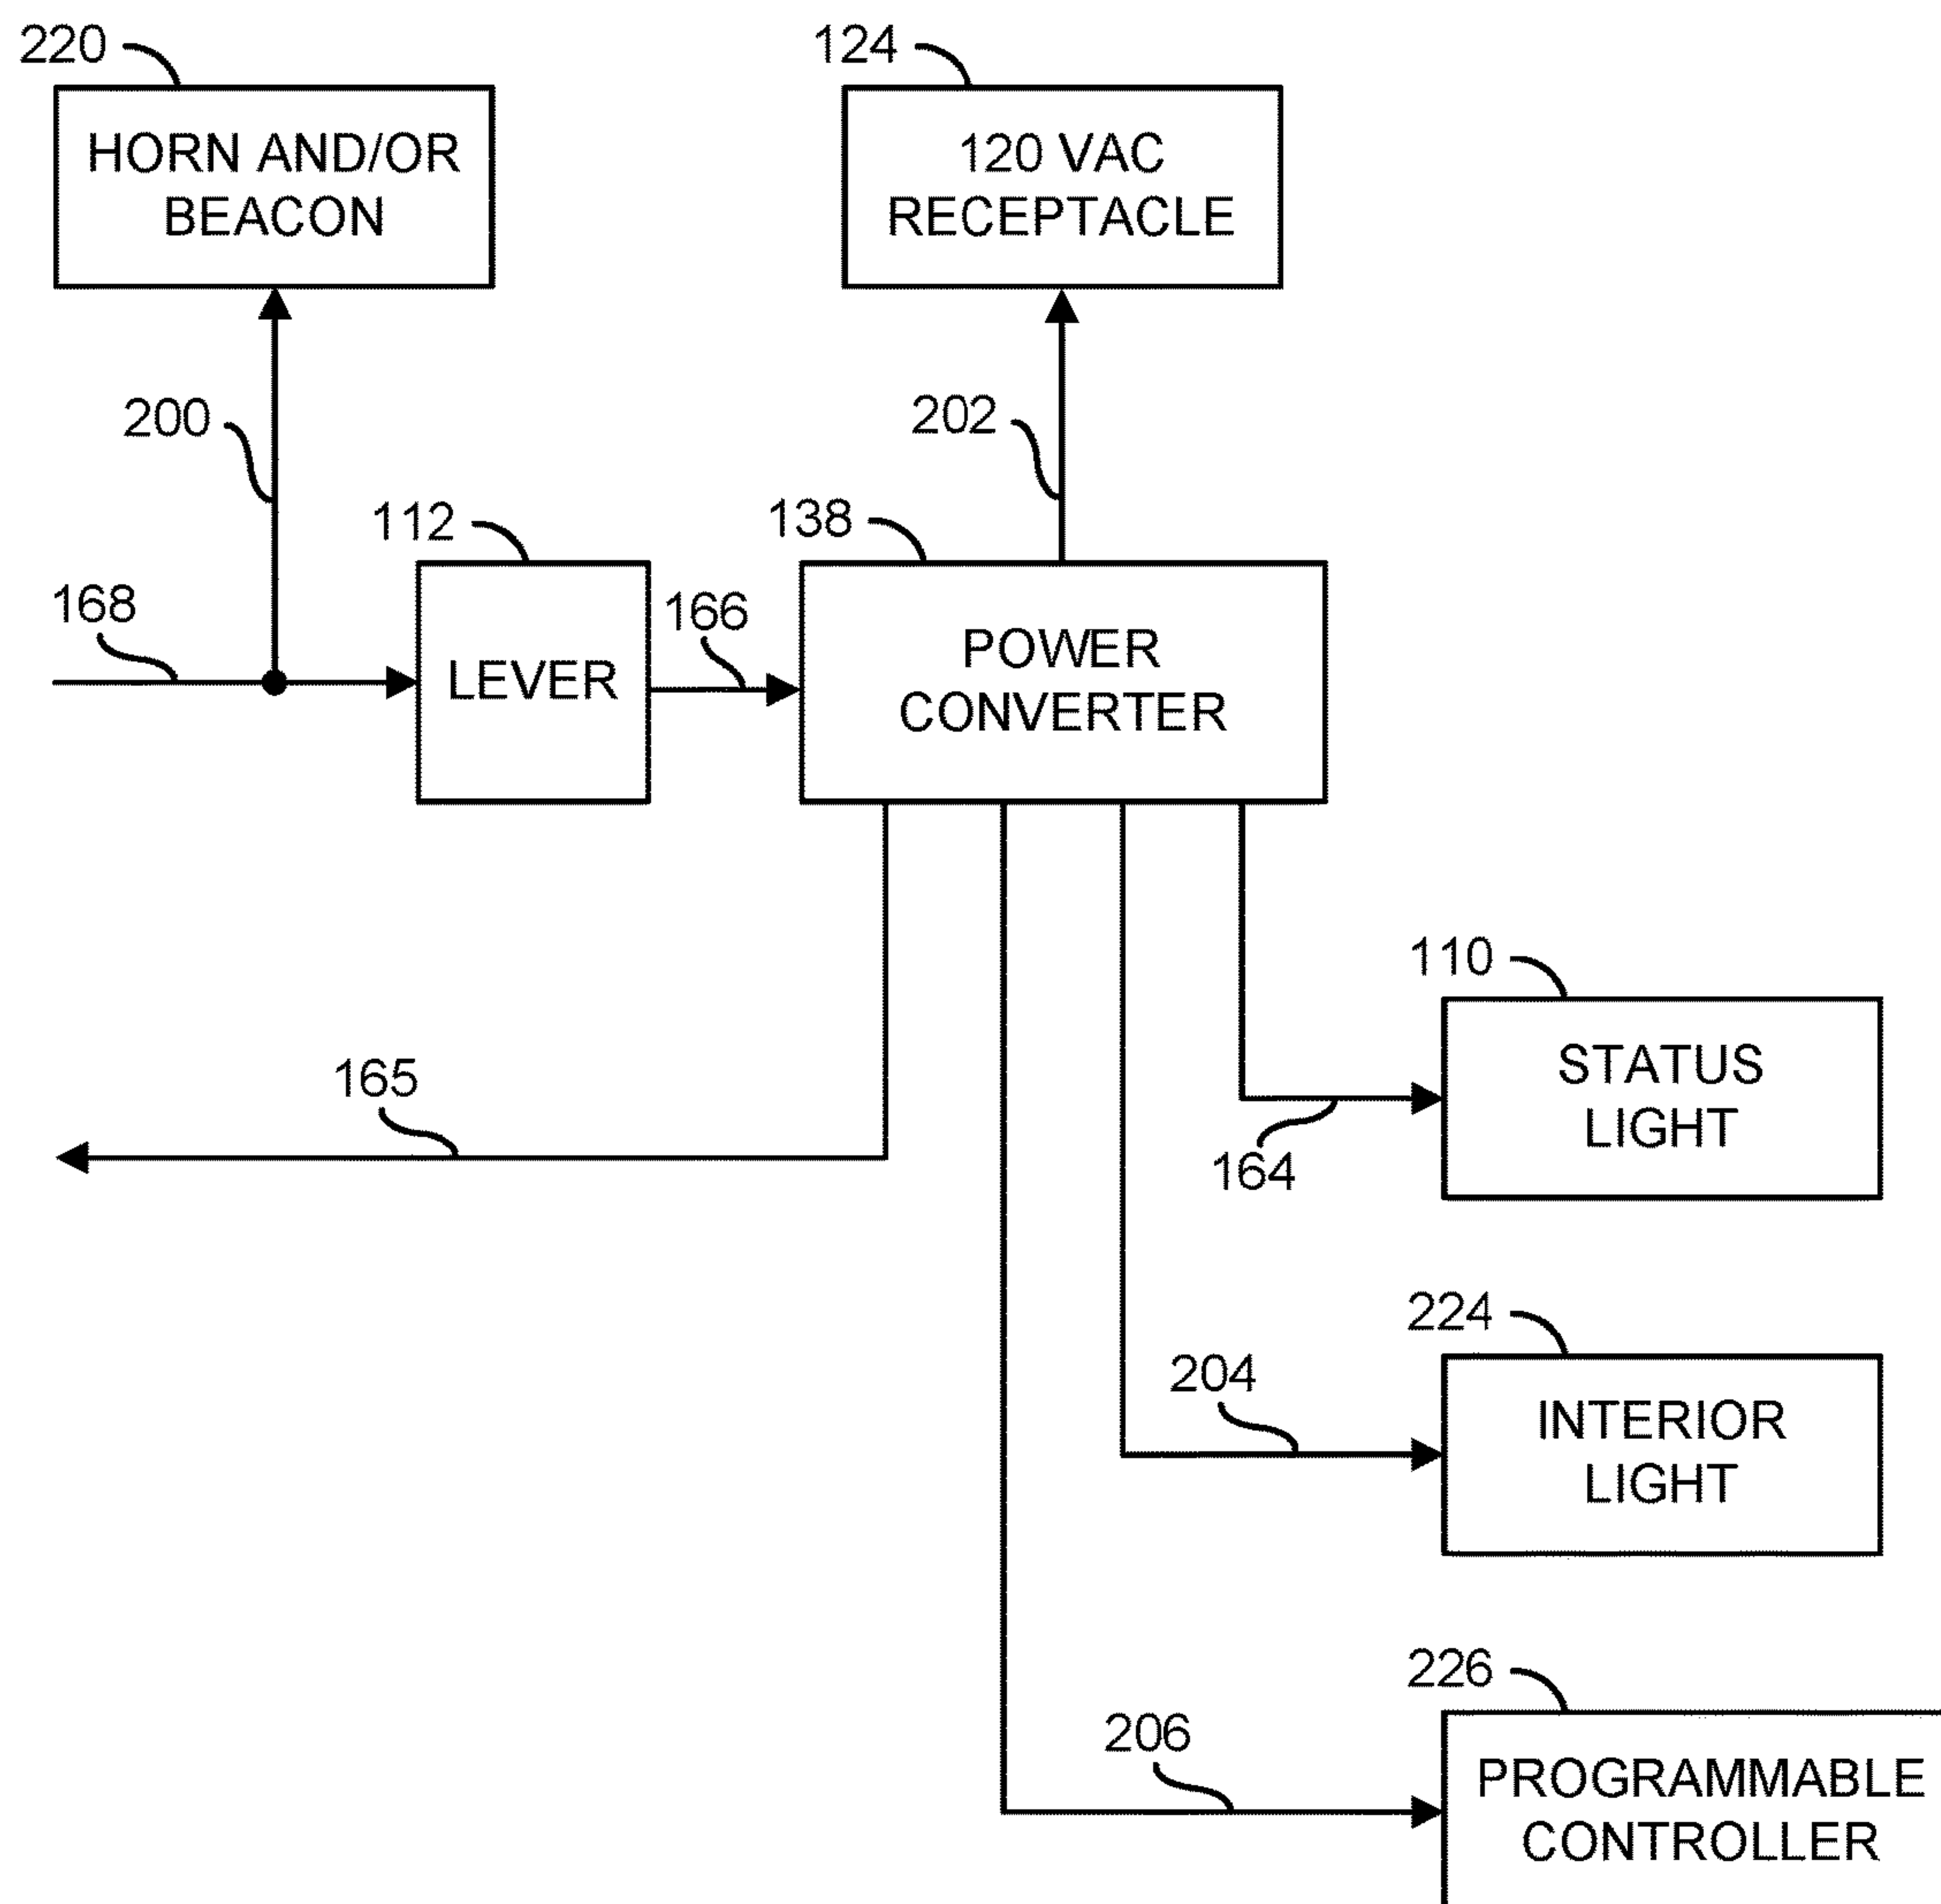 220
124
HORN AND/OR
BEACON
120 VAC
RECEPTACLE
200
202
112
138
168
166
LEVER
POWER
CONVERTER
110
STATUS
LIGHT
165
164
224
204
INTERIOR
LIGHT
226
206
PROGRAMMABLE
CONTROLLER